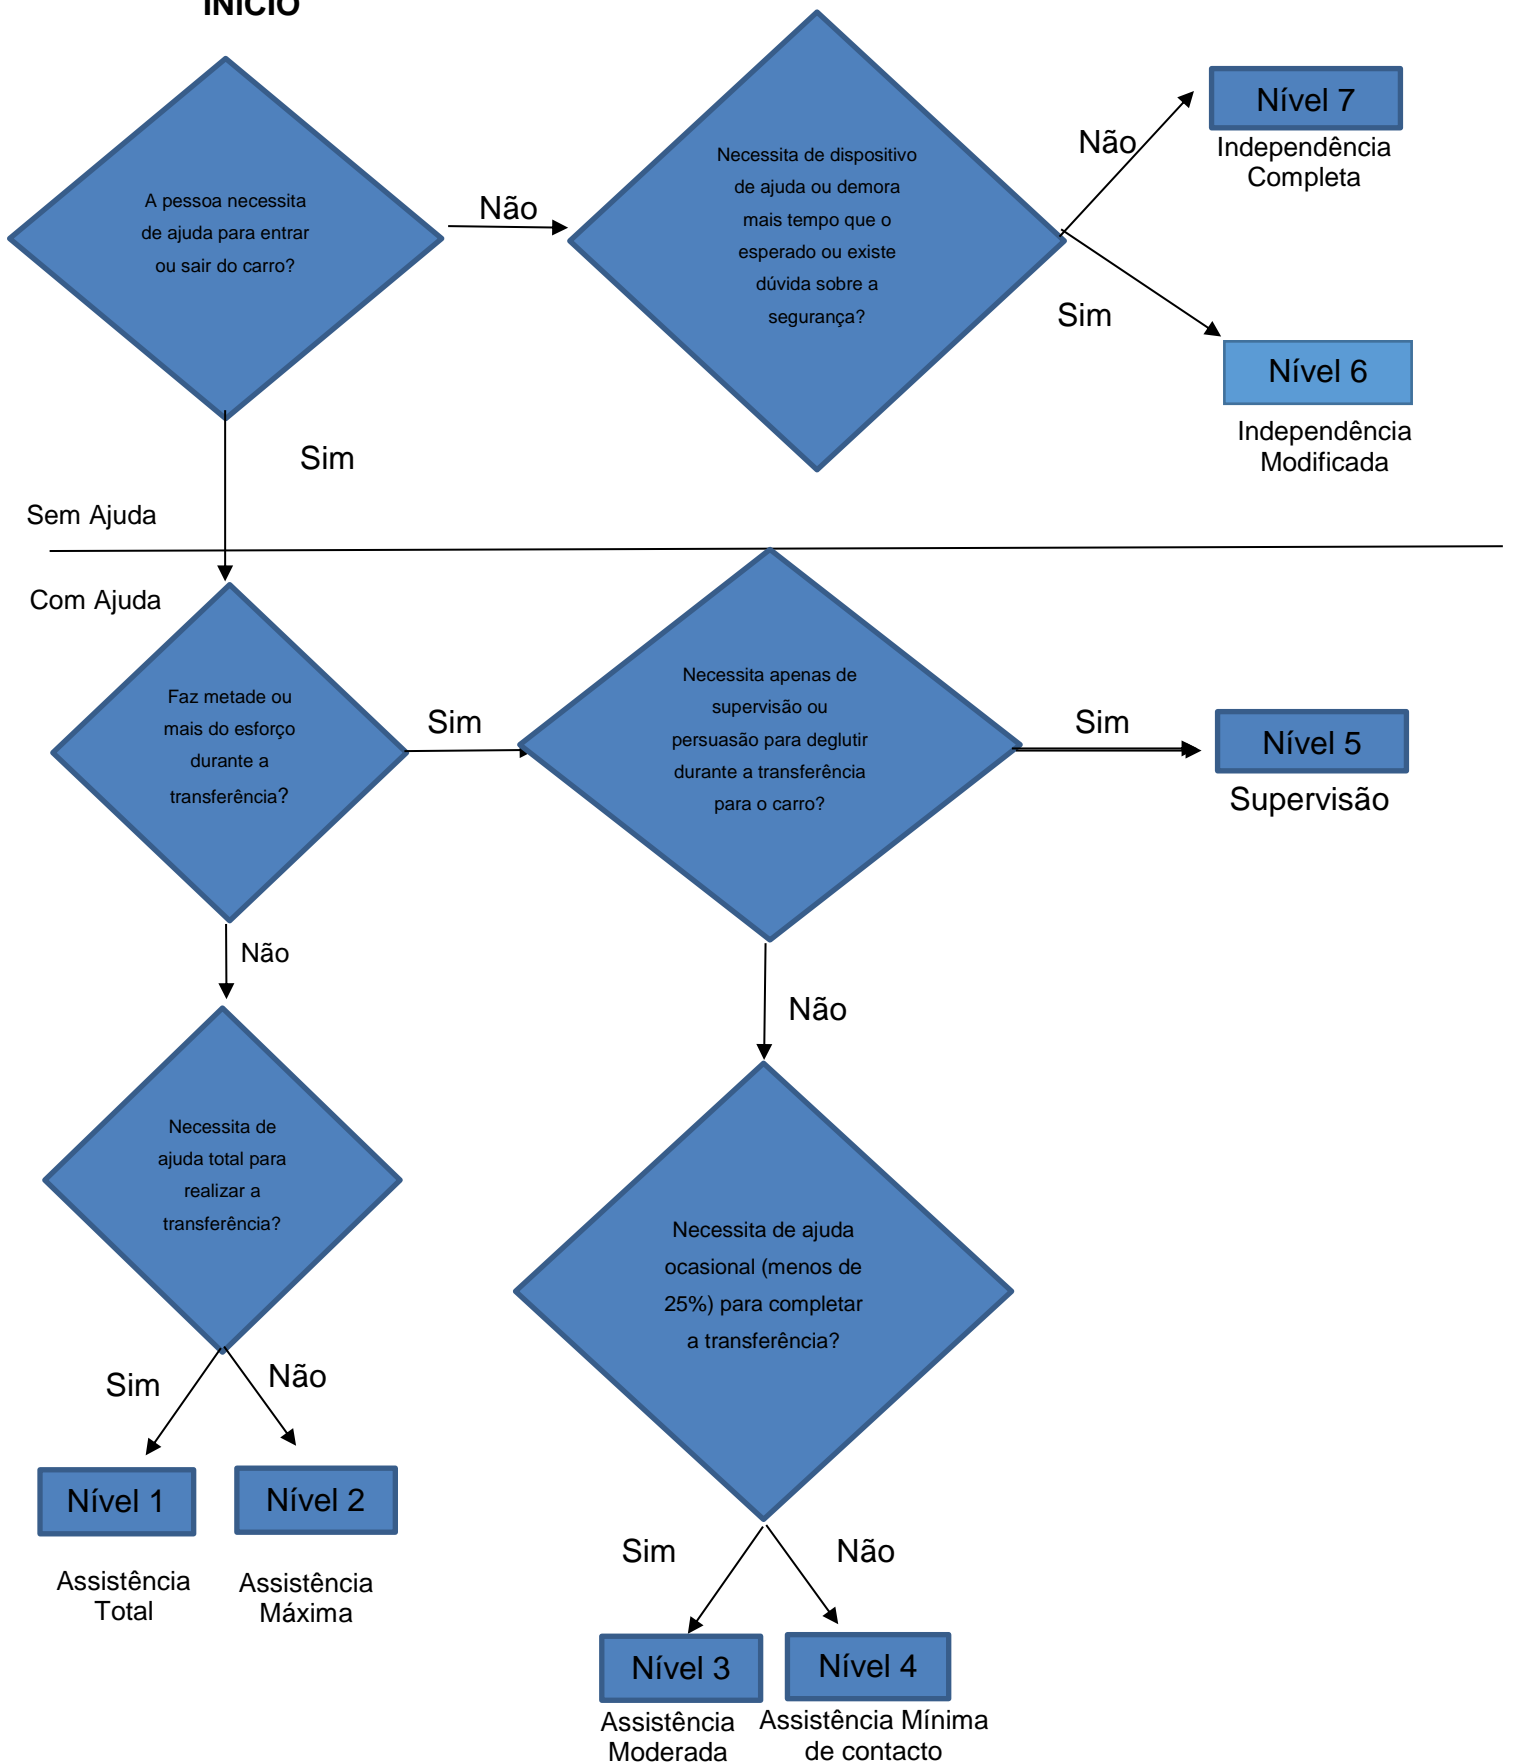 INÍCIO
A pessoa necessita
de ajuda para entrar
ou sair do carro?
Não
Necessita de dispositivo
de ajuda ou demora
mais tempo que o
esperado ou existe
dúvida sobre a
segurança?
Não
Nível 7
Independência
Completa
Sim
Nível 6
Independência
Modificada
Sim
Sem Ajuda
Com Ajuda
Faz metade ou
mais do esforço
durante a
transferência?
Sim
Necessita apenas de
supervisão ou
persuasão para deglutir
durante a transferência
para o carro?
Sim
Nível 5
Supervisão
Não
Não
Necessita de
ajuda total para
realizar a
transferência?
Necessita de ajuda
ocasional (menos de
25%) para completar
a transferência?
Sim
Não
Nível 1
Nível 2
Assistência
Total
Assistência
Máxima
Sim
Não
Nível 3
Nível 4
Assistência
Moderada
Assistência Mínima
de contacto